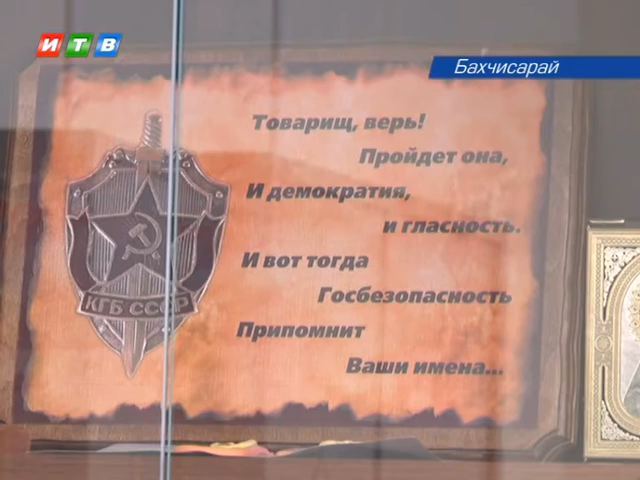 ИТВ
Бахчисарай
Товарищ, верь!
Пройдет она,
И демократия,
и гласность.
И вот тогда
Госбезопасность
Припомнит
Ваши имена...
КГБ СССР